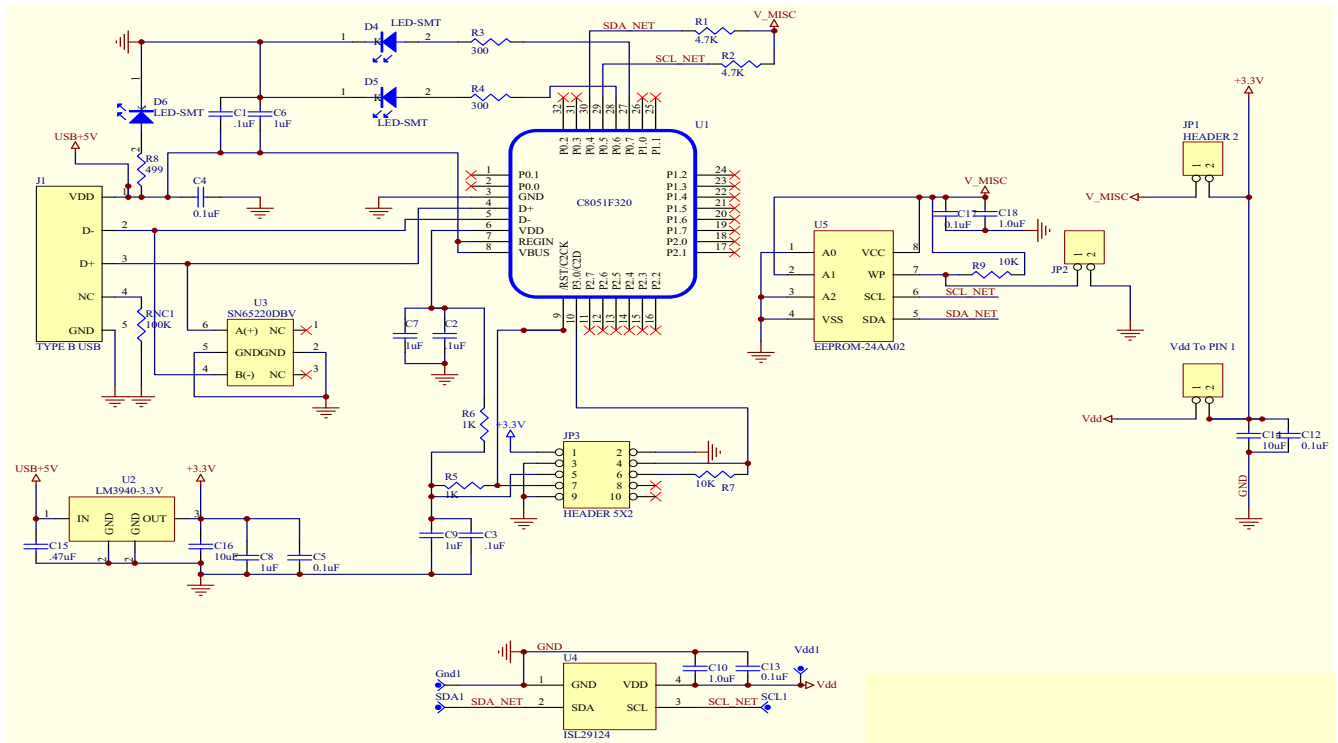 V_MISC
D4
LED-SMT
SDA_NET
R1
4.7K
1
K
2
R3
300
SCL_NET
R2
4.7K
+3.3V
1
D5
1
K
2
R4
300
LED-SMT
D6
LED-SMT
2
C1
.1uF
C6
1uF
32
31
30
29
28
27
26
25
U1
P0.2
P0.3
P0.4
P0.5
P0.6
P0.7
P1.0
P1.1
JP1
HEADER 2
1
2
USB+5V
R8
499
J1
VDD
1
C4
0.1uF
1
P0.1
2
P0.0
3
GND
4
D+
5
D-
6
VDD
7
REGIN
8
VBUS
C8051F320
P1.2
24
P1.3
23
P1.4
22
P1.5
21
P1.6
20
P1.7
19
P2.0
18
P2.1
17
/RST/C2CK
P3.0/C2D
P2.7
P2.6
P2.5
P2.4
P2.3
P2.2
9
10
11
12
13
14
15
16
V_MISC
V_MISC
C17
0.1uF
C18
1.0uF
U5
1
A0
VCC
8
2
A1
WP
7
3
A2
SCL
6
4
VSS
SDA
5
EEPROM-24AA02
R9
10K
SCL_NET
SDA_NET
JP2
1
2
D-
2
D+
3
NC
4
GND
5
TYPE B USB
RNC1
100K
U3
SN65220DBV
6
A(+)
NC
1
5
GND
GND
2
4
B(-)
NC
3
C7
1uF
C2
.1uF
Vdd To PIN 1
1
2
Vdd
C14
10uF
C12
0.1uF
GND
R6
1K
+3.3V
JP3
1
2
3
4
5
6
7
8
9
10
HEADER 5X2
R5
1K
10K
R7
C9
1uF
C3
.1uF
USB+5V
+3.3V
U2
LM3940-3.3V
1
IN
GND
GND
OUT
3
2
2
C15
.47uF
C16
10uF
C8
1uF
C5
0.1uF
GND
U4
Gnd1
1
GND
VDD
4
SDA1
SDA_NET
2
SDA
SCL
3
SCL_NET
SCL1
ISL29124
C10
1.0uF
C13
0.1uF
Vdd1
Vdd